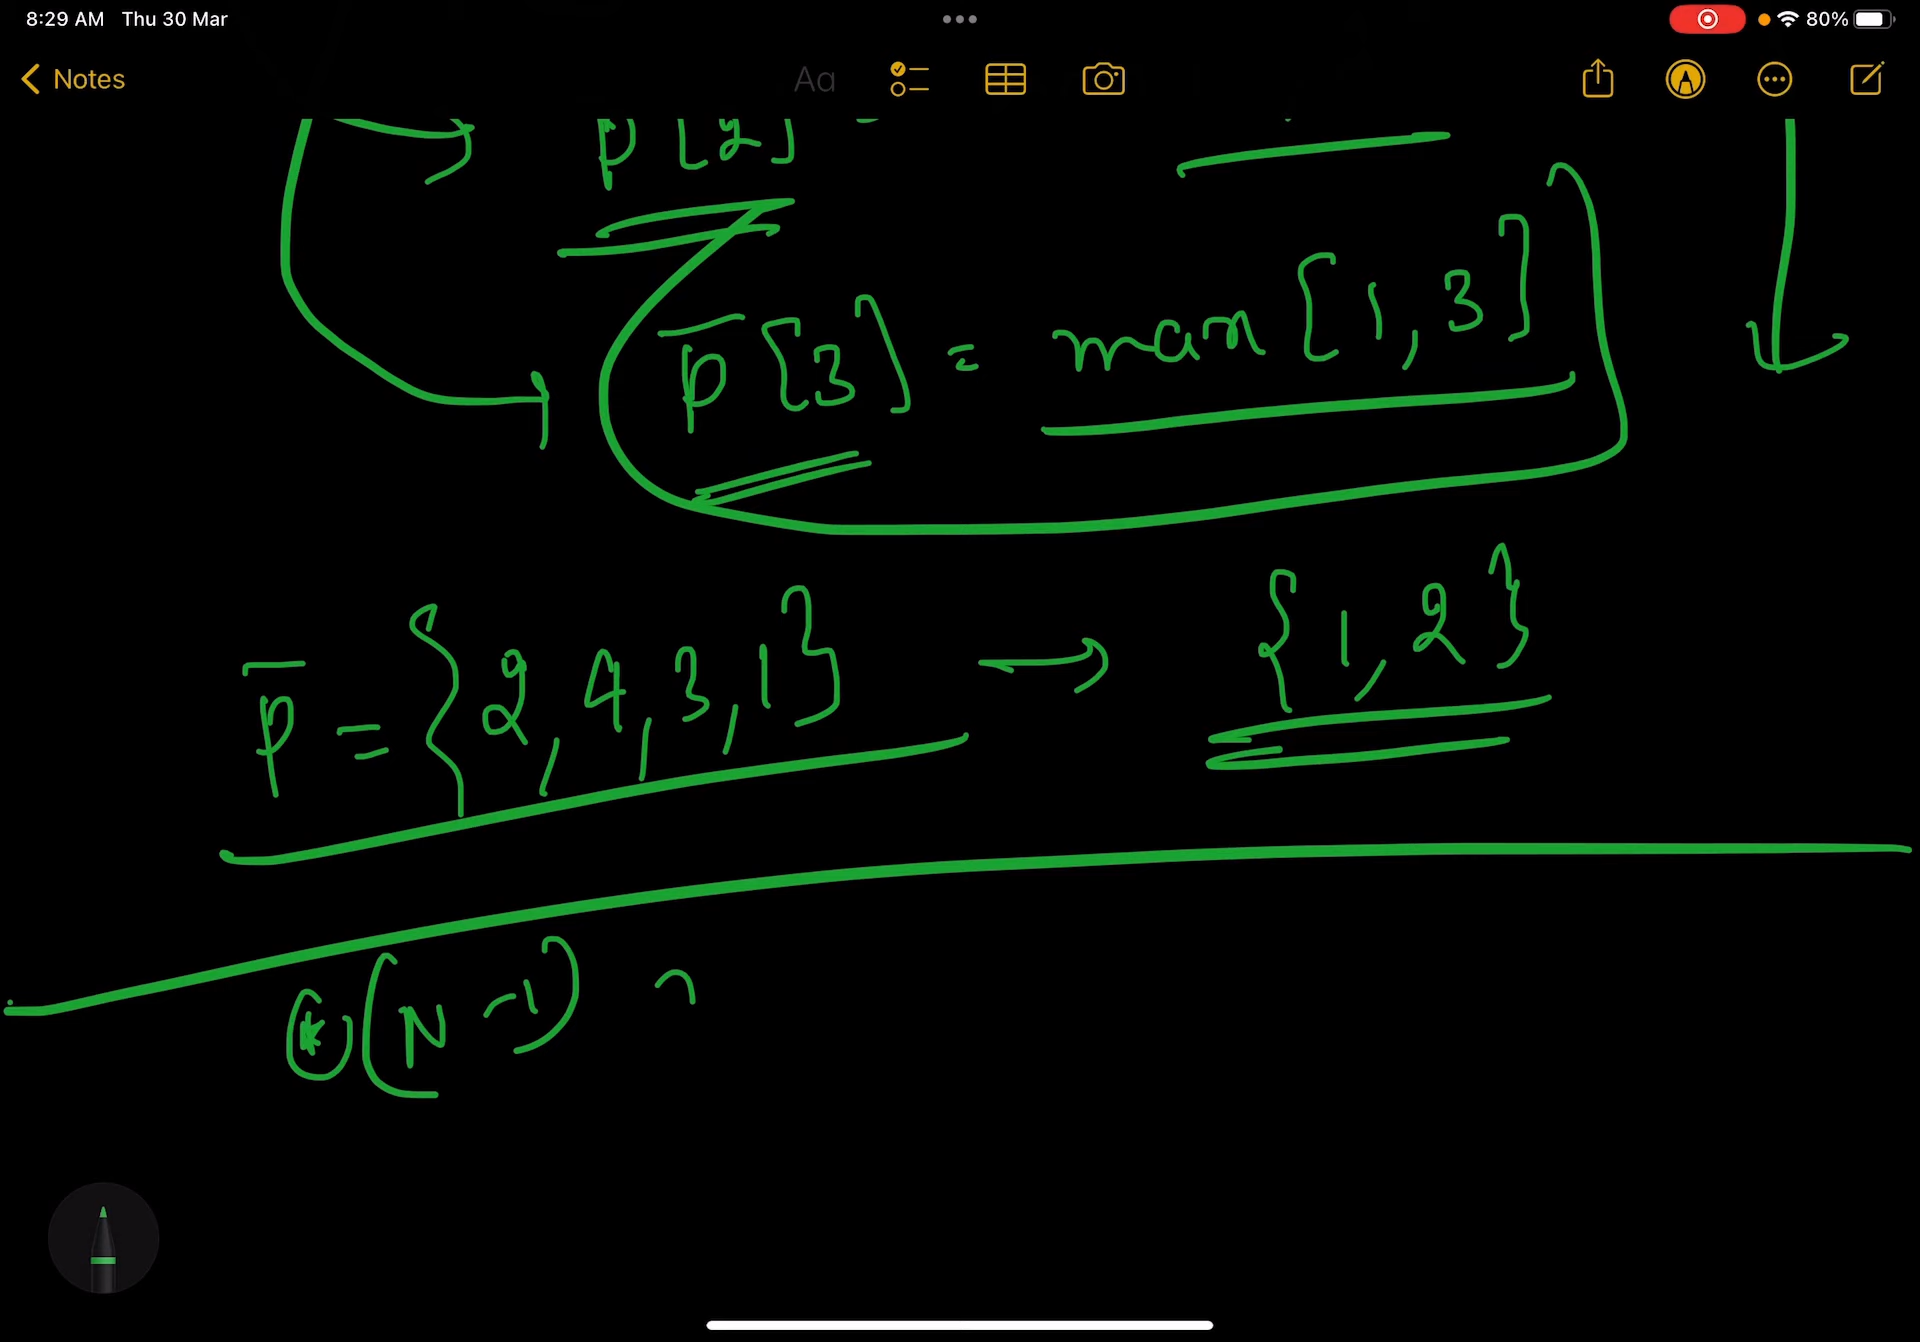 8:29 AM Thu 30 Mar
80%
Notes
Aa
p[2]
p̅[3] = max[1,3]
p̅ = {2,4,3,1} → {1,2}
* (N-1)